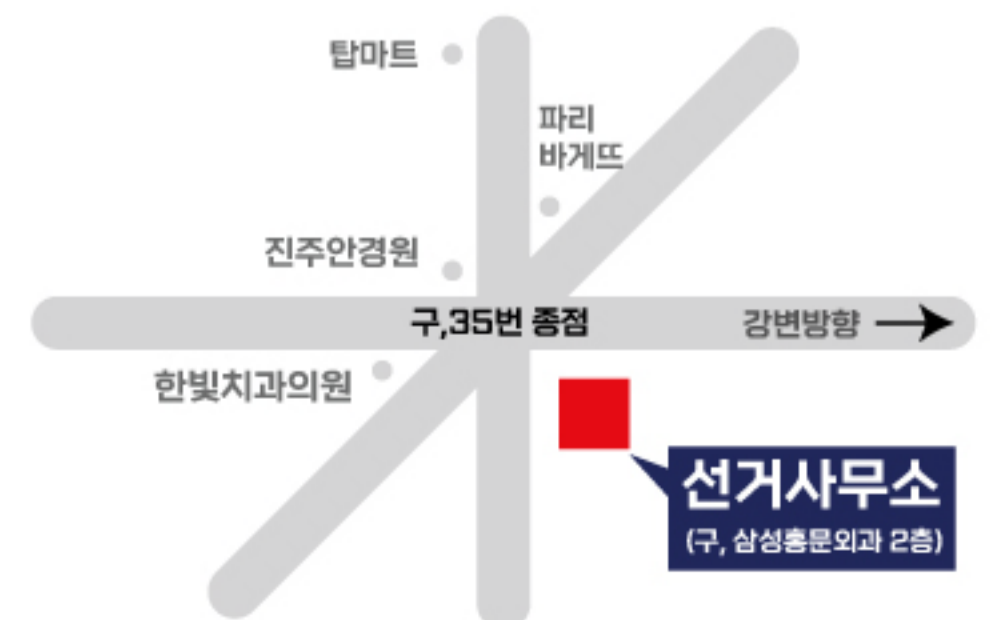 탑마트
파리
바게뜨
진주안경원
구,35번 종점
강변방향
한빛치과의원
선거사무소
(구, 삼성홍문외과 2층)